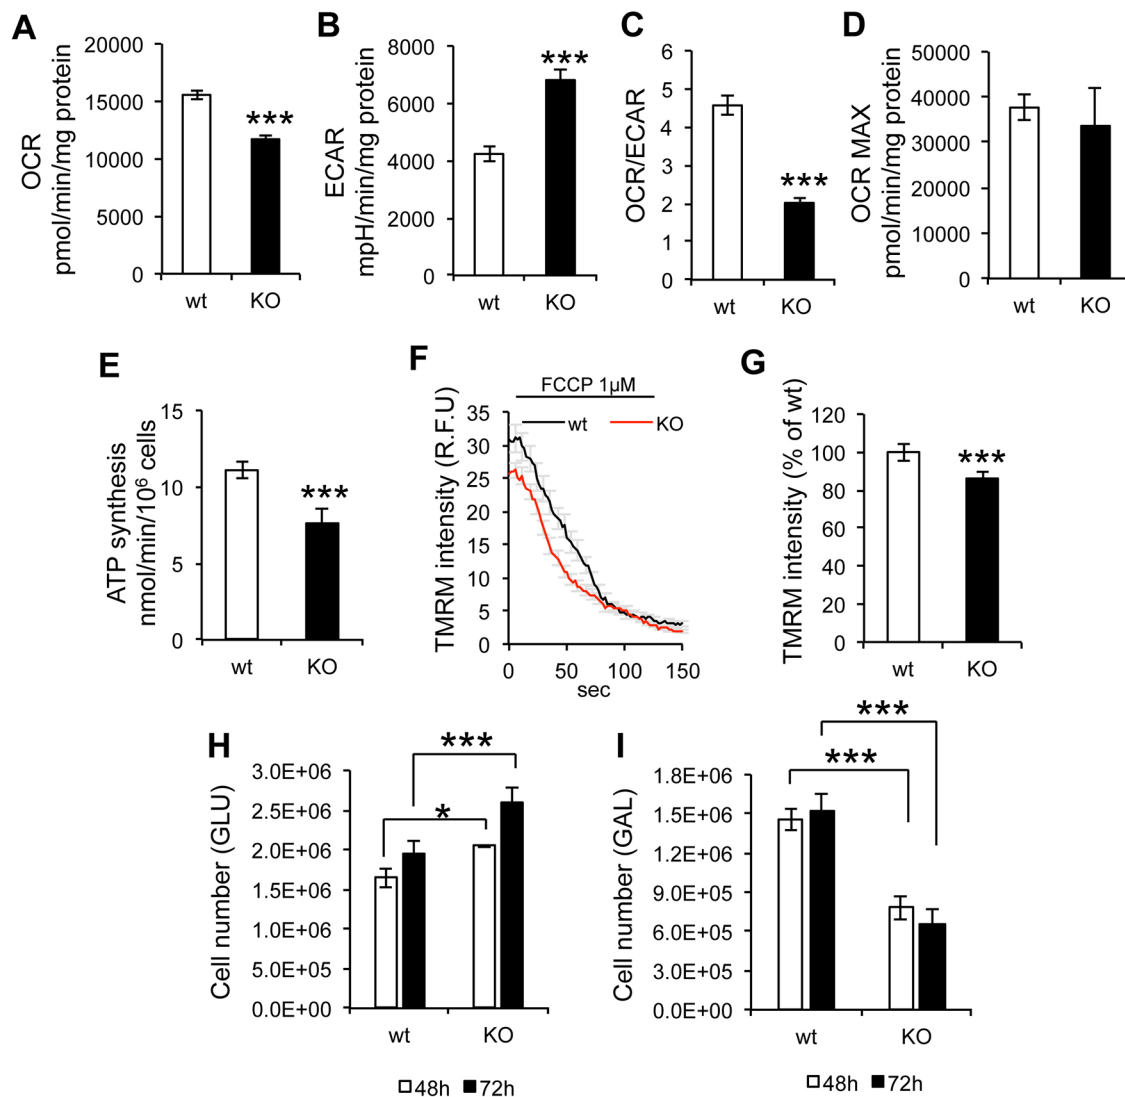 A
OCR
pmol/min/mg protein
20000
15000
10000
5000
0
***
wt
KO
B
ECAR
mpH/min/mg protein
8000
6000
4000
2000
0
***
wt
KO
C
OCR/ECAR
6
5
4
3
2
1
0
***
wt
KO
D
OCR MAX
pmol/min/mg protein
50000
40000
30000
20000
10000
0
wt
KO
E
ATP synthesis
nmol/min/10⁶ cells
15
10
5
0
***
wt
KO
F
TMRM intensity (R.F.U)
FCCP 1µM
wt
KO
35
30
25
20
15
10
5
0
0
50
100
150
sec
G
TMRM intensity (% of wt)
120
100
80
60
40
20
0
***
wt
KO
H
Cell number (GLU)
3.0E+06
2.5E+06
2.0E+06
1.5E+06
1.0E+06
5.0E+05
0.0E+00
***
*
wt
KO
48h
72h
I
Cell number (GAL)
1.8E+06
1.5E+06
1.2E+06
9.0E+05
6.0E+05
3.0E+05
0.0E+00
***
***
wt
KO
48h
72h